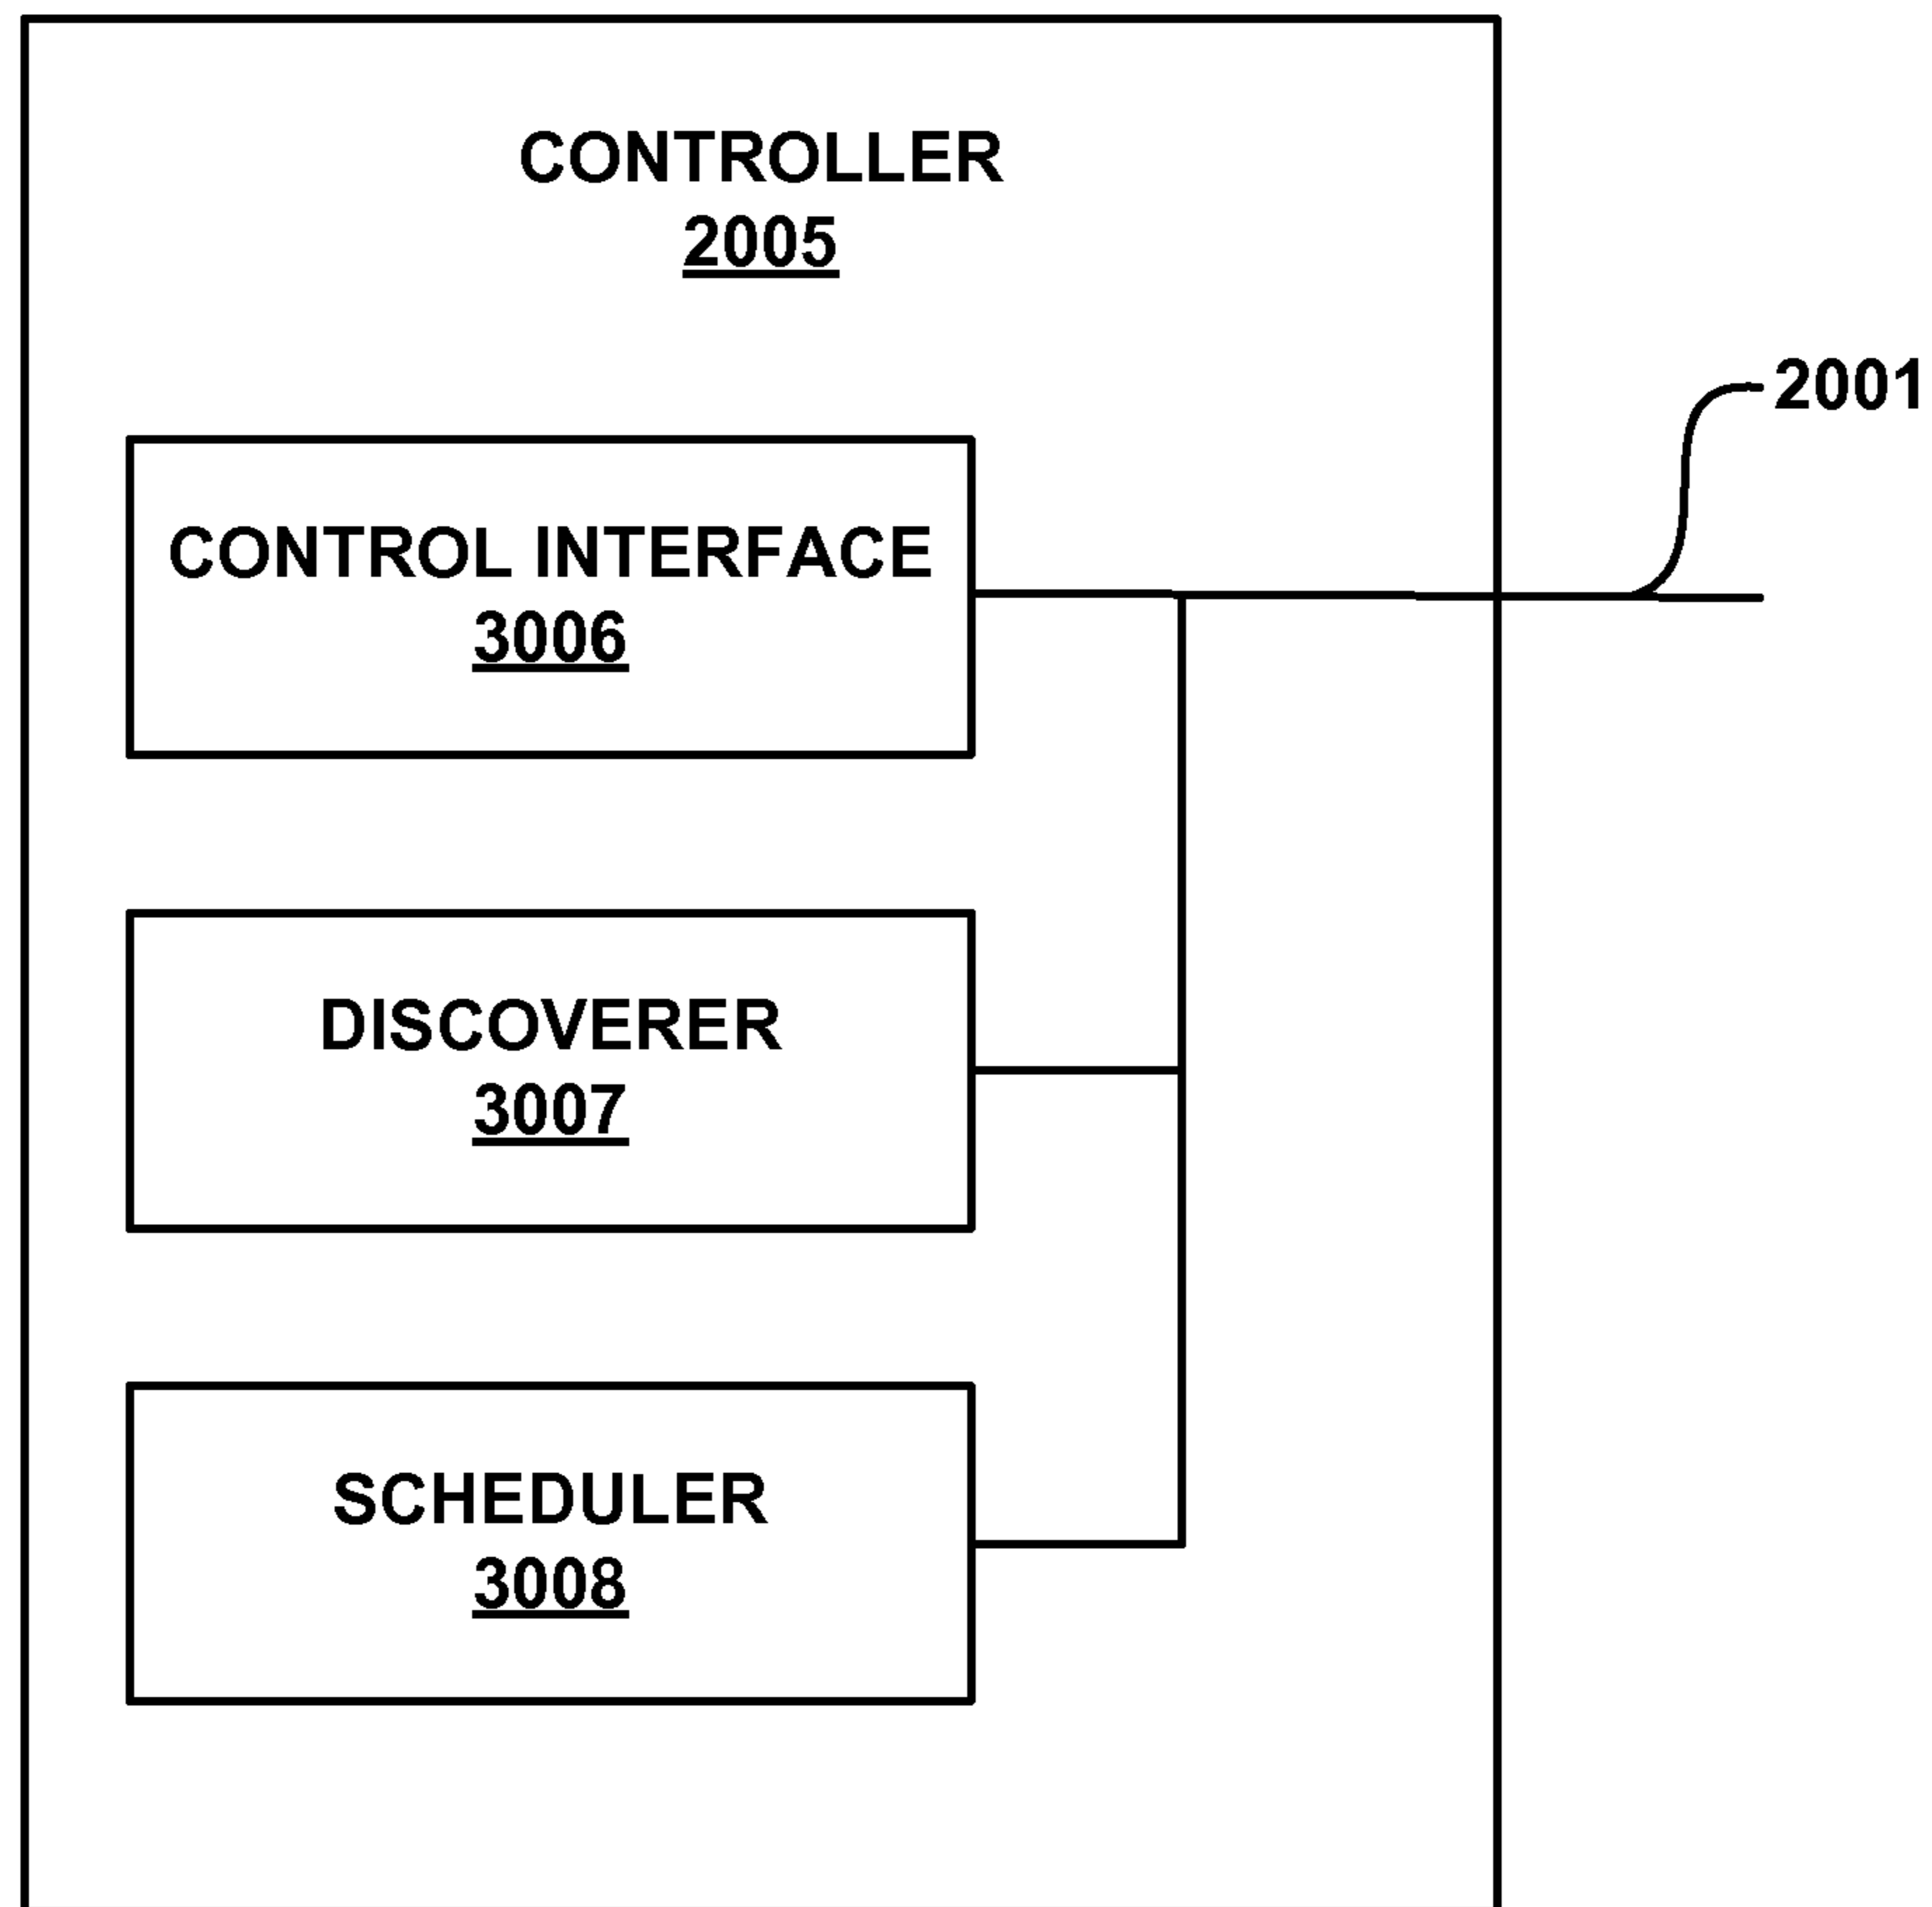 CONTROLLER
2005
2001
CONTROL INTERFACE
3006
DISCOVERER
3007
SCHEDULER
3008